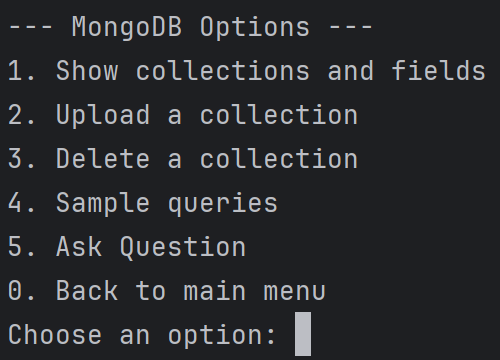 --- MongoDB Options ---
1. Show collections and fields
2. Upload a collection
3. Delete a collection
4. Sample queries
5. Ask Question
0. Back to main menu
Choose an option: